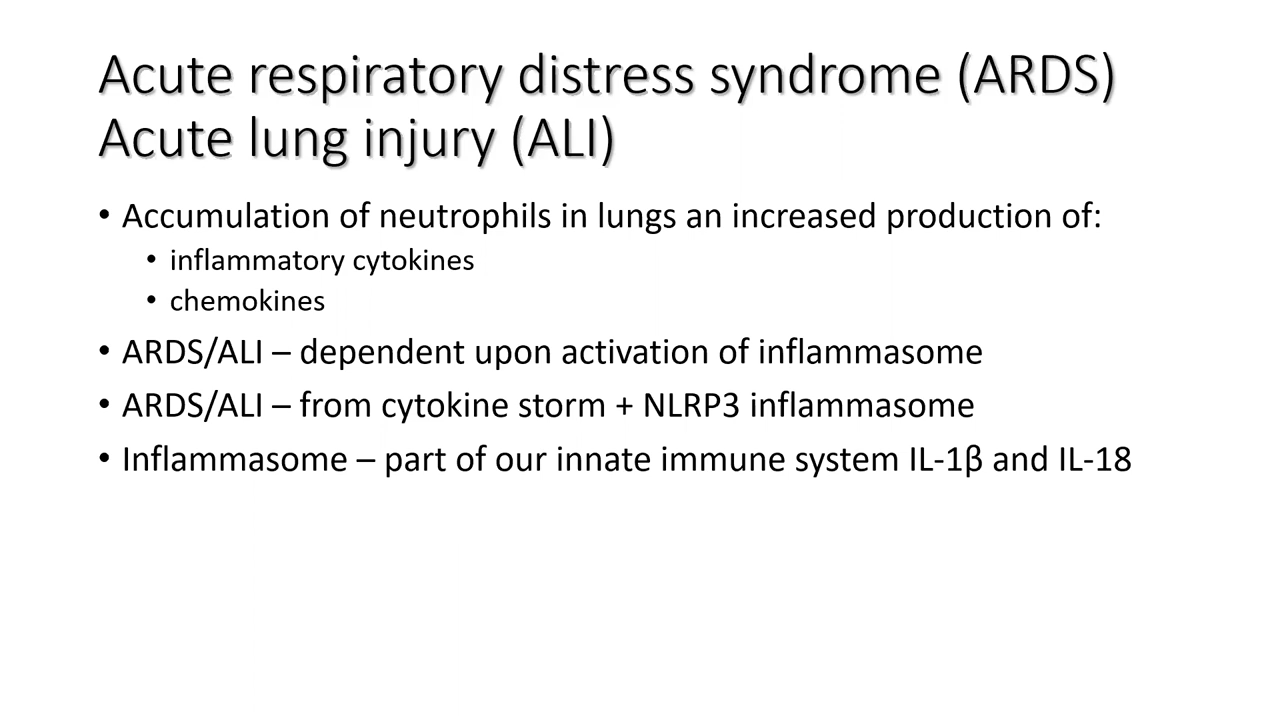 Acute respiratory distress syndrome (ARDS)
Acute lung injury (ALI)
• Accumulation of neutrophils in lungs an increased production of:
• inflammatory cytokines
• chemokines
• ARDS/ALI – dependent upon activation of inflammasome
• ARDS/ALI – from cytokine storm + NLRP3 inflammasome
• Inflammasome – part of our innate immune system IL-1β and IL-18